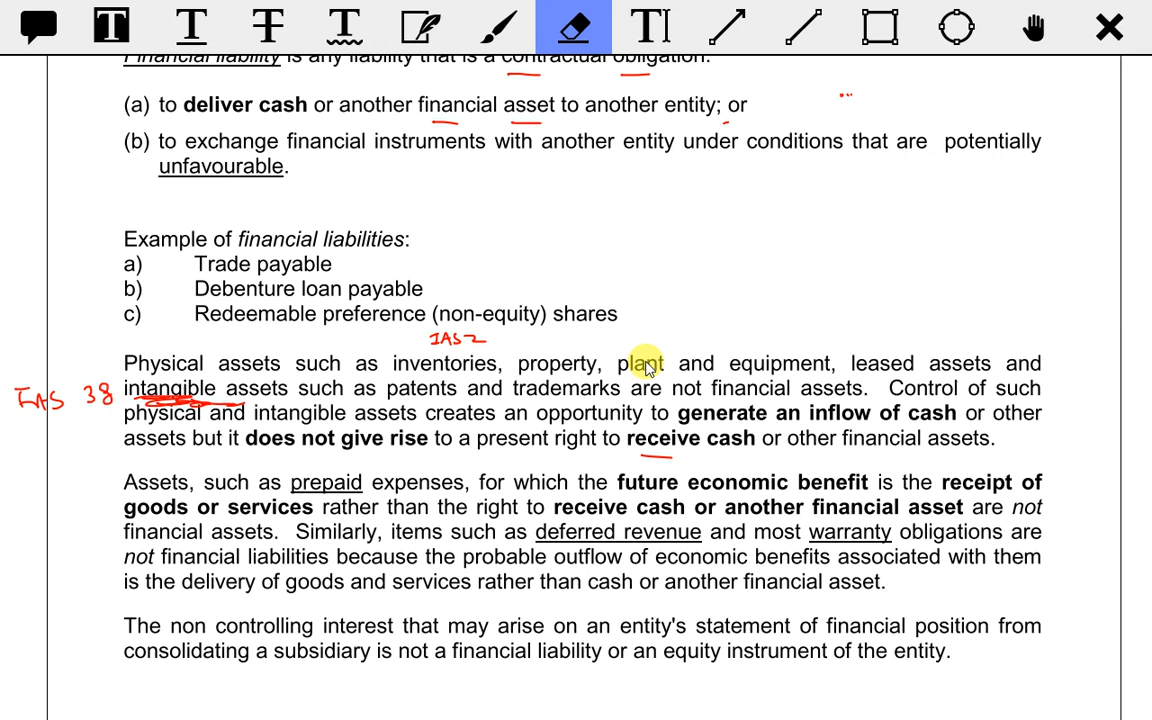 Financial liability is any liability that is a contractual obligation:
(a) to deliver cash or another financial asset to another entity; or
(b) to exchange financial instruments with another entity under conditions that are potentially
unfavourable.
Example of financial liabilities:
a) Trade payable
b) Debenture loan payable
c) Redeemable preference (non-equity) shares
IAS 2
Physical assets such as inventories, property, plant and equipment, leased assets and
IAS 38 intangible assets such as patents and trademarks are not financial assets. Control of such
physical and intangible assets creates an opportunity to generate an inflow of cash or other
assets but it does not give rise to a present right to receive cash or other financial assets.
Assets, such as prepaid expenses, for which the future economic benefit is the receipt of
goods or services rather than the right to receive cash or another financial asset are not
financial assets. Similarly, items such as deferred revenue and most warranty obligations are
not financial liabilities because the probable outflow of economic benefits associated with them
is the delivery of goods and services rather than cash or another financial asset.
The non controlling interest that may arise on an entity's statement of financial position from
consolidating a subsidiary is not a financial liability or an equity instrument of the entity.